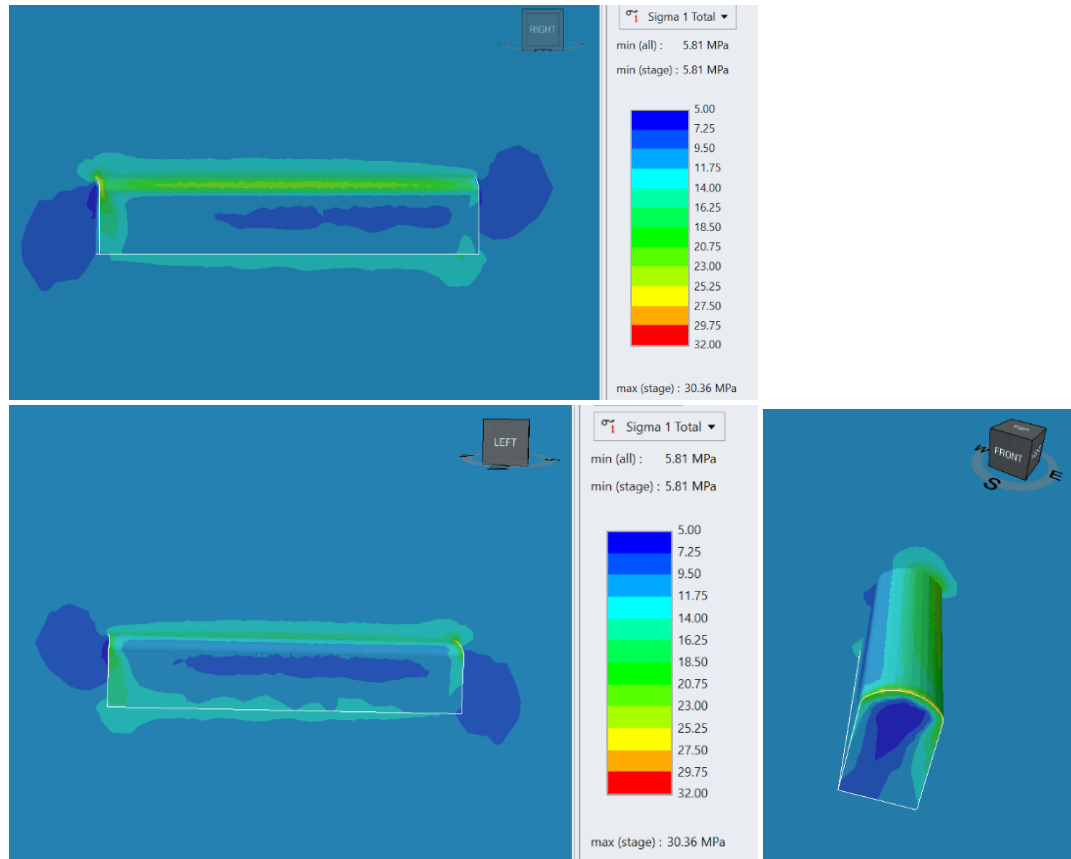 RIGHT
σ1 Sigma 1 Total
min (all) : 5.81 MPa
min (stage) : 5.81 MPa
5.00
7.25
9.50
11.75
14.00
16.25
18.50
20.75
23.00
25.25
27.50
29.75
32.00
max (stage) : 30.36 MPa
LEFT
σ1 Sigma 1 Total
min (all) : 5.81 MPa
min (stage) : 5.81 MPa
5.00
7.25
9.50
11.75
14.00
16.25
18.50
20.75
23.00
25.25
27.50
29.75
32.00
max (stage) : 30.36 MPa
W
FRONT
S
E